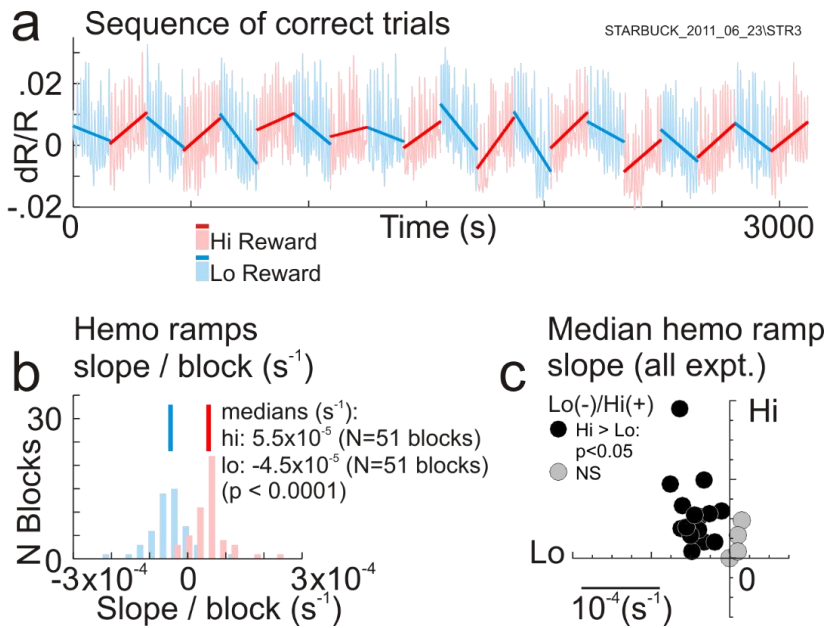 a Sequence of correct trials
STARBUCK_2011_06_23\STR3
dR/R
.02
0
-.02
0
Time (s)
3000
Hi Reward
Lo Reward
b Hemo ramps
slope / block (s⁻¹)
N Blocks
30
0
medians (s⁻¹):
hi: 5.5x10⁻⁵ (N=51 blocks)
lo: -4.5x10⁻⁵ (N=51 blocks)
(p < 0.0001)
-3x10⁻⁴
0
3x10⁻⁴
Slope / block (s⁻¹)
c Median hemo ramp
slope (all expt.)
Lo(-)/Hi(+)
Hi > Lo:
p<0.05
NS
Hi
Lo
0
10⁻⁴(s⁻¹)